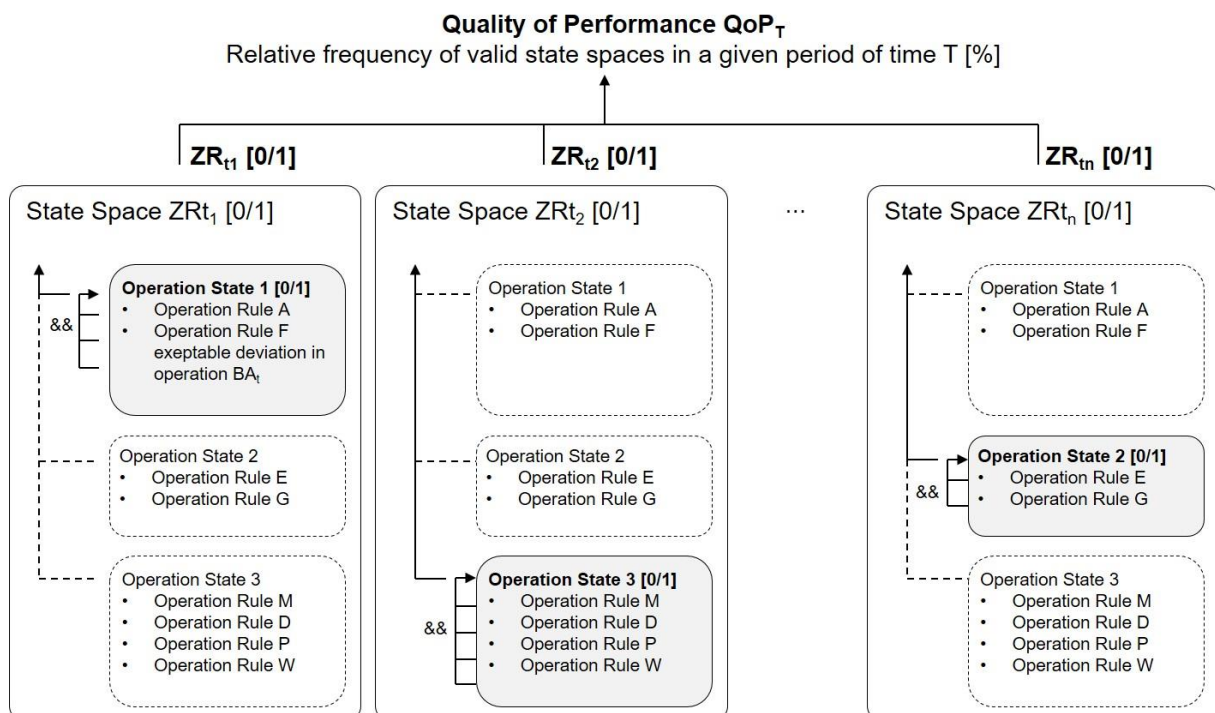 Quality of Performance QoP_T
Relative frequency of valid state spaces in a given period of time T [%]
ZR_t1 [0/1]
ZR_t2 [0/1]
ZR_tn [0/1]
State Space ZRt_1 [0/1]
&&
Operation State 1 [0/1]
• Operation Rule A
• Operation Rule F
exeptable deviation in
operation BA_t
Operation State 2
• Operation Rule E
• Operation Rule G
Operation State 3
• Operation Rule M
• Operation Rule D
• Operation Rule P
• Operation Rule W
State Space ZRt_2 [0/1]
Operation State 1
• Operation Rule A
• Operation Rule F
Operation State 2
• Operation Rule E
• Operation Rule G
&&
Operation State 3 [0/1]
• Operation Rule M
• Operation Rule D
• Operation Rule P
• Operation Rule W
...
State Space ZRt_n [0/1]
Operation State 1
• Operation Rule A
• Operation Rule F
&&
Operation State 2 [0/1]
• Operation Rule E
• Operation Rule G
Operation State 3
• Operation Rule M
• Operation Rule D
• Operation Rule P
• Operation Rule W